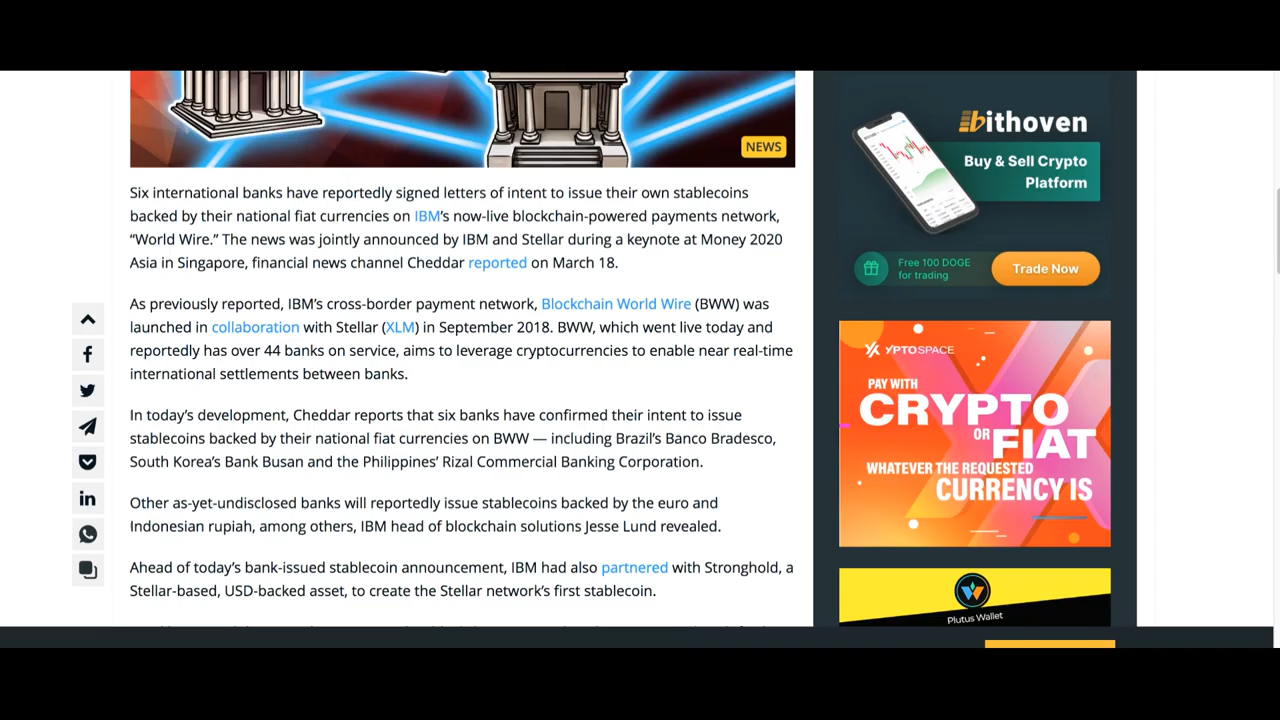 NEWS
Six international banks have reportedly signed letters of intent to issue their own stablecoins
backed by their national fiat currencies on IBM’s now-live blockchain-powered payments network,
“World Wire.” The news was jointly announced by IBM and Stellar during a keynote at Money 2020
Asia in Singapore, financial news channel Cheddar reported on March 18.
As previously reported, IBM’s cross-border payment network, Blockchain World Wire (BWW) was
launched in collaboration with Stellar (XLM) in September 2018. BWW, which went live today and
reportedly has over 44 banks on service, aims to leverage cryptocurrencies to enable near real-time
international settlements between banks.
In today’s development, Cheddar reports that six banks have confirmed their intent to issue
stablecoins backed by their national fiat currencies on BWW — including Brazil’s Banco Bradesco,
South Korea’s Bank Busan and the Philippines’ Rizal Commercial Banking Corporation.
Other as-yet-undisclosed banks will reportedly issue stablecoins backed by the euro and
Indonesian rupiah, among others, IBM head of blockchain solutions Jesse Lund revealed.
Ahead of today’s bank-issued stablecoin announcement, IBM had also partnered with Stronghold, a
Stellar-based, USD-backed asset, to create the Stellar network’s first stablecoin.
bithoven
Buy & Sell Crypto
Platform
Free 100 DOGE
for trading
Trade Now
YPTOSPACE
PAY WITH
CRYPTO
OR FIAT
WHATEVER THE REQUESTED
CURRENCY IS
Plutus Wallet